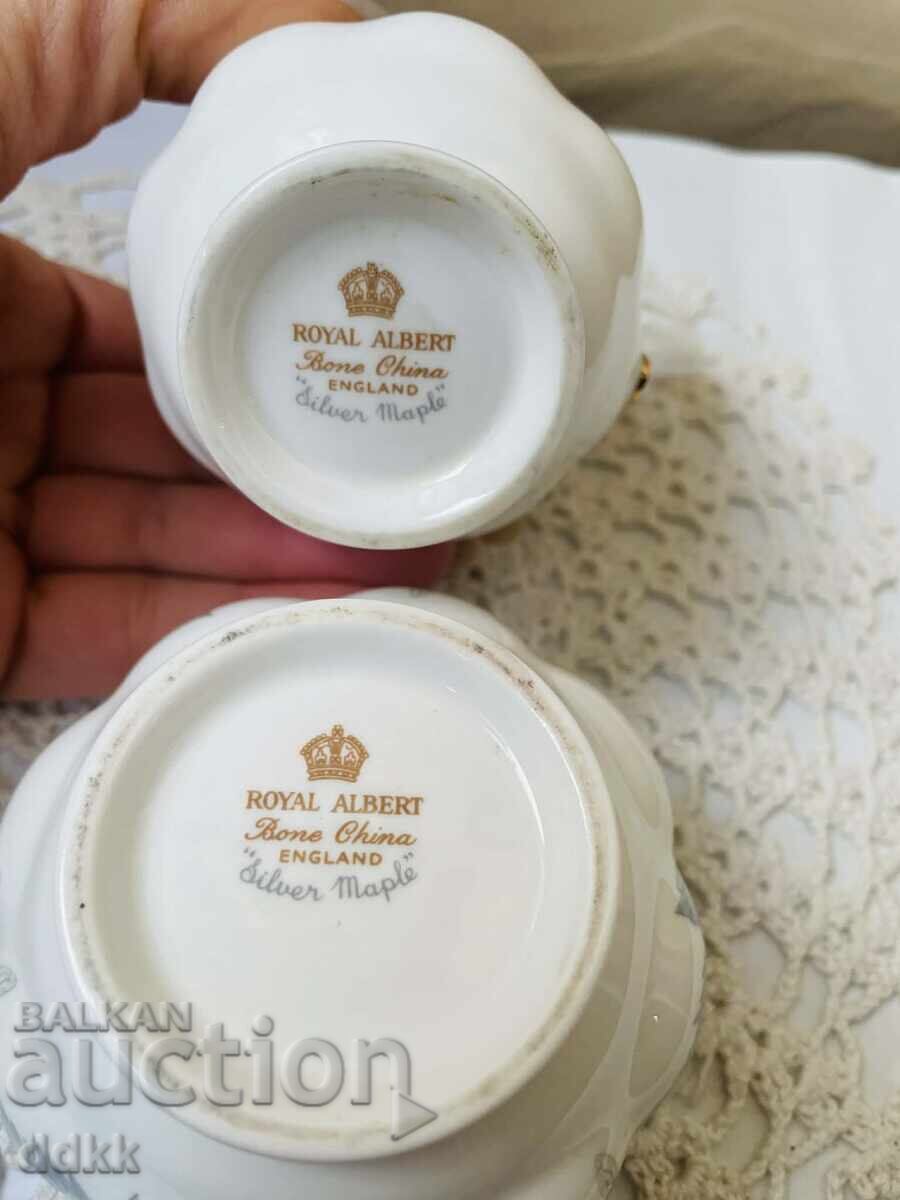 ROYAL ALBERT
Bone China
ENGLAND
"Silver Maple"
ROYAL ALBERT
Bone China
ENGLAND
"Silver Maple"
BALKAN
auction
ddkk